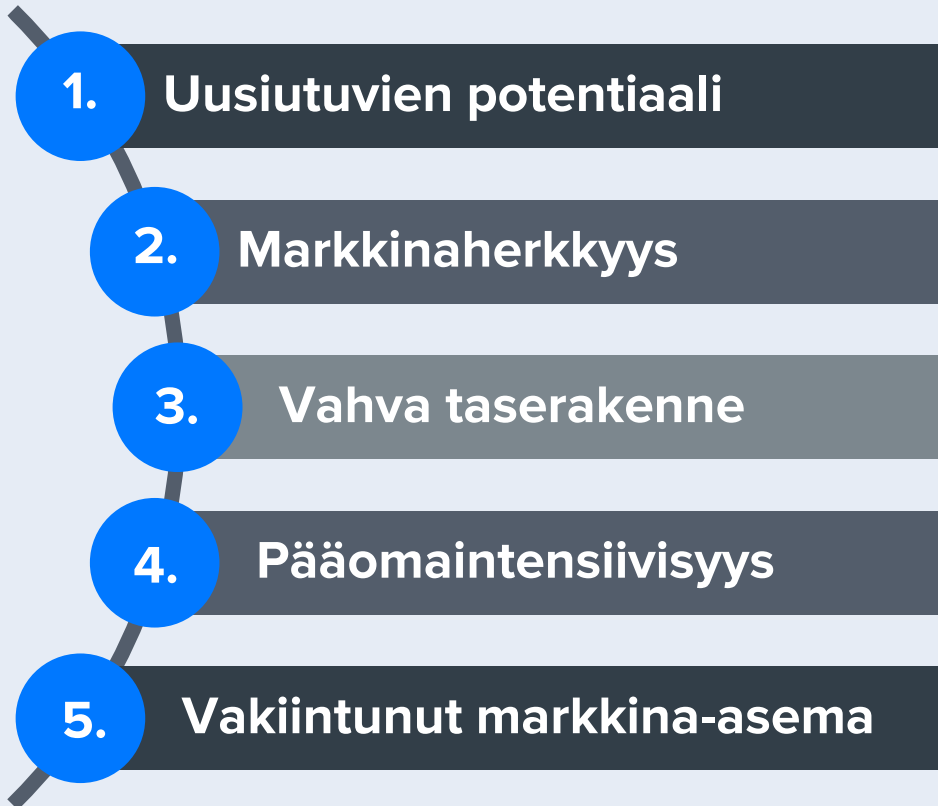 1. Uusiutuvien potentiaali
2. Markkinaherkkyys
3. Vahva taserakenne
4. Pääomaintensiivisyys
5. Vakiintunut markkina-asema